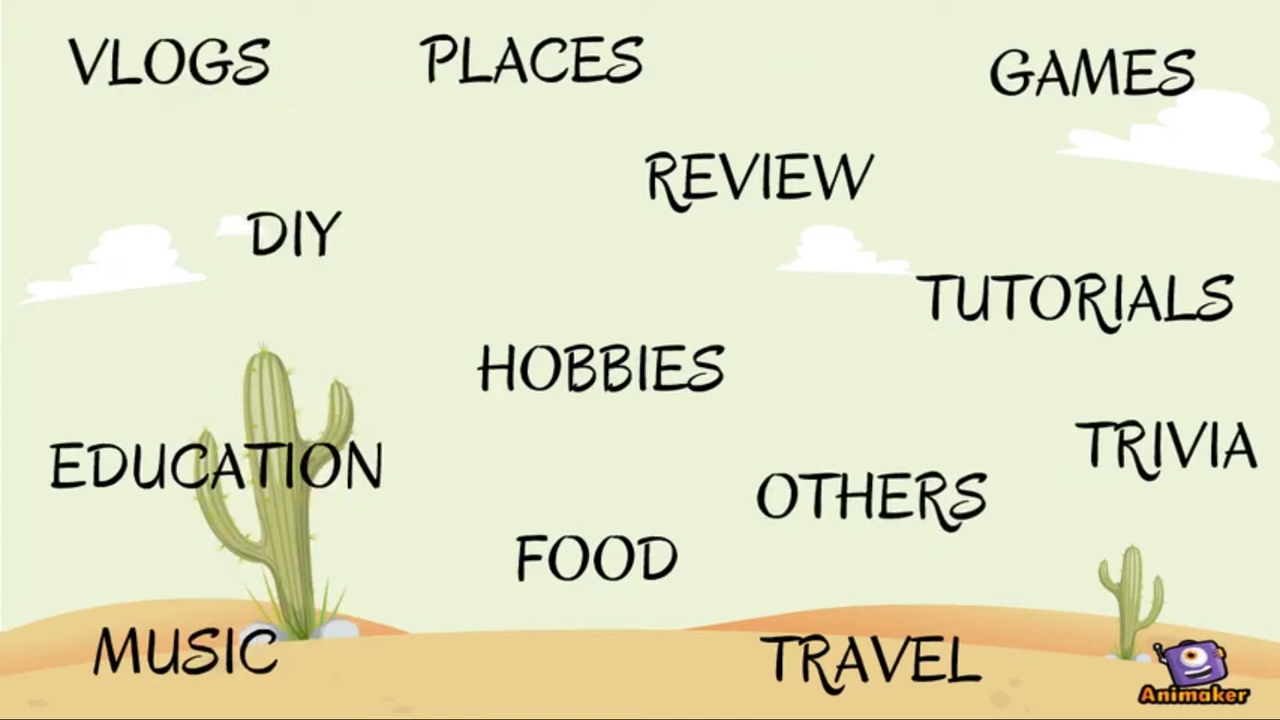 VLOGS
PLACES
GAMES
REVIEW
DIY
TUTORIALS
HOBBIES
TRIVIA
EDUCATION
OTHERS
FOOD
MUSIC
TRAVEL
Animaker